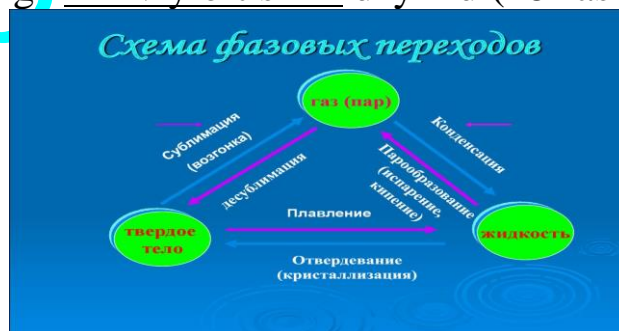 Схема фазовых переходов
газ (пар)
Сублимация
(возгонка)
десублимация
Конденсация
Парообразование
(испарение,
кипение)
твердое
тело
Плавление
жидкость
Отвердевание
(кристаллизация)